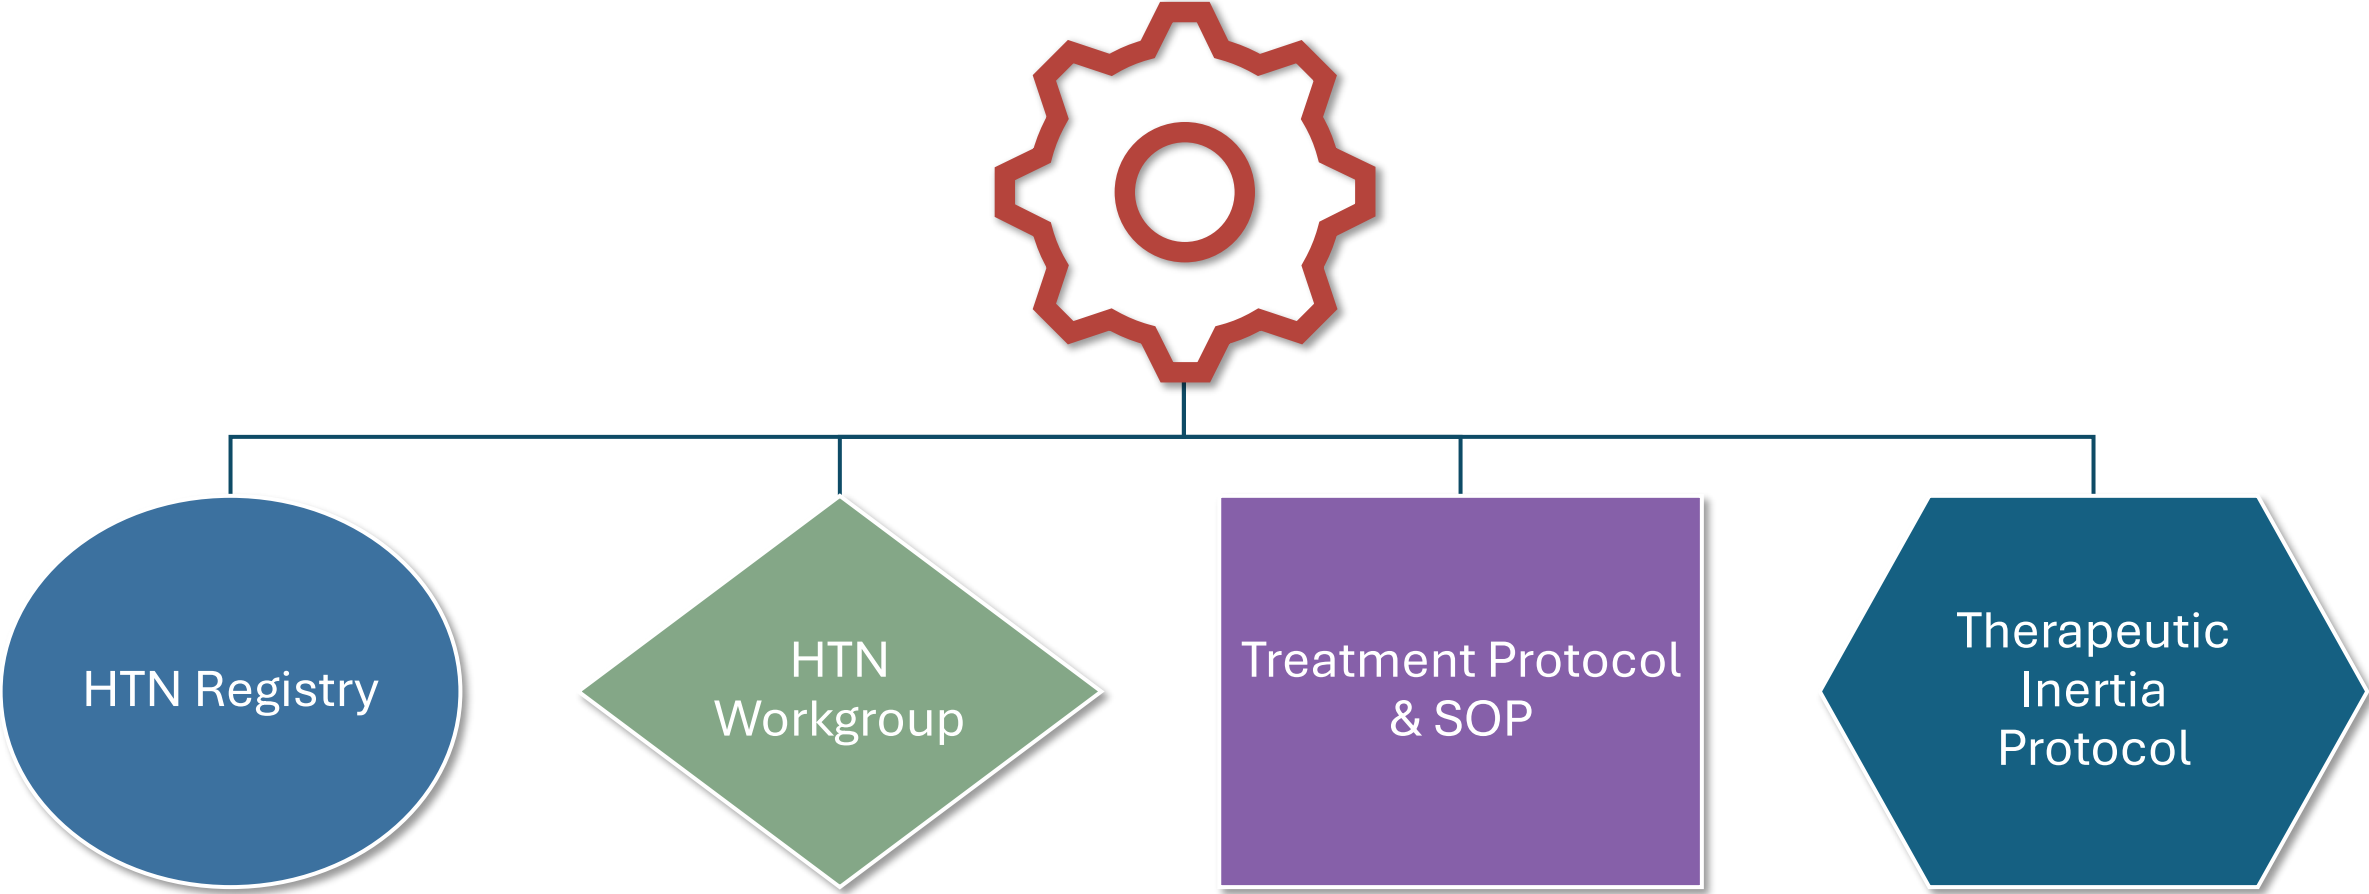 HTN Registry
HTN
Workgroup
Treatment Protocol
& SOP
Therapeutic
Inertia
Protocol